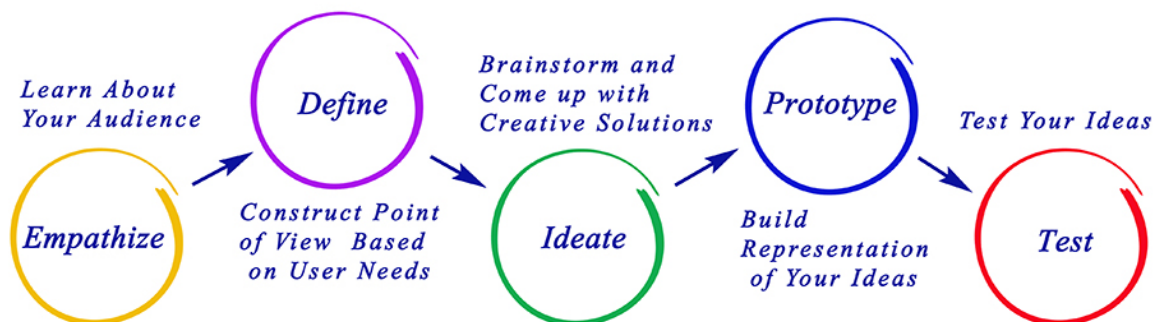 Learn About
Your Audience
Empathize
Define
Construct Point
of View Based
on User Needs
Brainstorm and
Come up with
Creative Solutions
Ideate
Prototype
Build
Representation
of Your Ideas
Test Your Ideas
Test